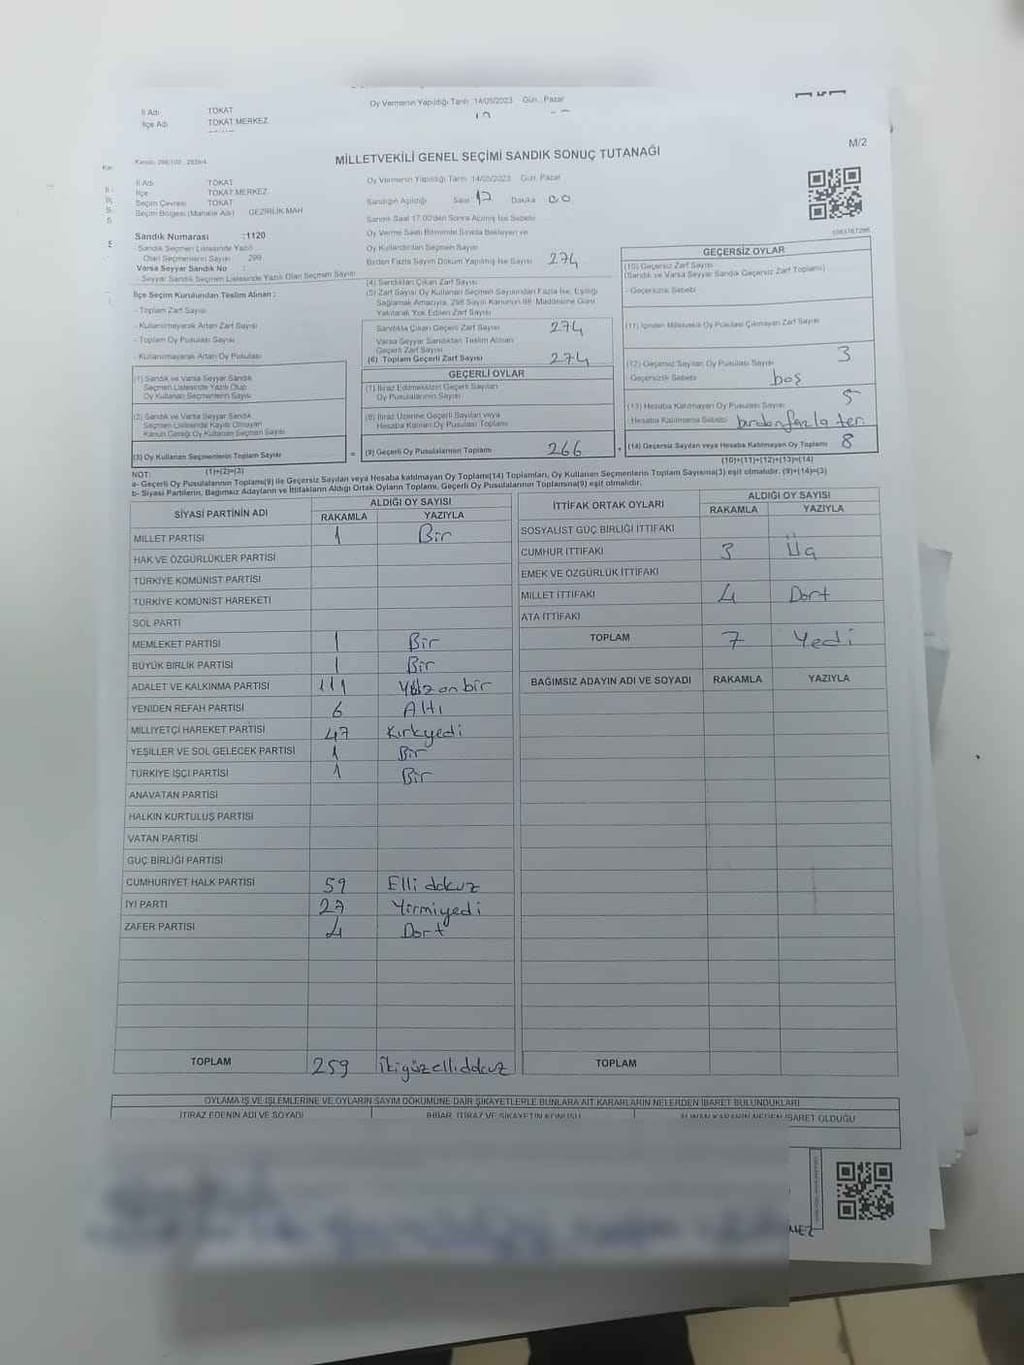 İl Adı TOKAT Oy Vermenin Yapıldığı Tarih :14/05/2023 Gün: Pazar
İlçe Adı TOKAT MERKEZ
M/2
MİLLETVEKİLİ GENEL SEÇİMİ SANDIK SONUÇ TUTANAĞI
İl Adı TOKAT Oy Vermenin Yapıldığı Tarih :14/05/2023 Gün: Pazar
İlçe TOKAT MERKEZ
Seçim Çevresi TOKAT Sandığın Açıldığı Saat 17 Dakika 00
Seçim Bölgesi (Mahalle Adı) GEZİRLİK MAH
Sandık Saat 17.00'den Sonra Açılmış İse Sebebi
Sandık Numarası :1120
Sandık Seçmen Listesinde Yazılı
Olan Seçmenlerin Sayısı 299
Varsa Seyyar Sandık No :
Seyyar Sandık Seçmen Listesinde Yazılı Olan Seçmen Sayısı
İlçe Seçim Kurulundan Teslim Alınan :
- Toplam Zarf Sayısı
- Kullanılmayarak Artan Zarf Sayısı
- Toplam Oy Pusulası Sayısı
- Kullanılmayarak Artan Oy Pusulası
(1) Sandık ve Varsa Seyyar Sandık
Seçmen Listesinde Yazılı Olup
Oy Kullanan Seçmenlerin Sayısı
(2) Sandık ve Varsa Seyyar Sandık
Seçmen Listesinde Kayıtlı Olmayan
Kanun Gereği Oy Kullanan Seçmenlerin Sayısı
(3) Oy Kullanan Seçmenlerin Toplam Sayısı
(1)+(2)=(3)
Oy Verme Saati Bitiminde Sırada Bekleyen ve
Oy Kullandırılan Seçmen Sayısı
Birden Fazla Sayım Döküm Yapılmış İse Sayısı 274
(4) Sandıktan Çıkan Zarf Sayısı
(5) Zarf Sayısı Oy Kullanan Seçmen Sayısından Fazla İse, Eşitliği
Sağlamak Amacıyla, 298 Sayılı Kanunun 98. Maddesine Göre
Yakılarak Yok Edilen Zarf Sayısı
Sandıkta Çıkan Geçerli Zarf Sayısı 274
Varsa Seyyar Sandıktan Teslim Alınan
Geçerli Zarf Sayısı
(6) Toplam Geçerli Zarf Sayısı 274
GEÇERLİ OYLAR
(7) İtiraz Edilmeksizin Geçerli Sayılan
Oy Pusulalarının Sayısı
(8) İtiraz Üzerine Geçerli Sayılan veya
Hesaba Katılan Oy Pusulası Toplamı
= (9) Geçerli Oy Pusulalarının Toplamı 266
GEÇERSİZ OYLAR
(10) Geçersiz Zarf Sayısı
(Sandık ve Varsa Seyyar Sandık Geçersiz Zarf Toplamı)
- Geçersizlik Sebebi
(11) İçinden Milletvekili Oy Pusulası Çıkmayan Zarf Sayısı
(12) Geçersiz Sayılan Oy Pusulası Sayısı 3
Geçersizlik Sebebi boş
(13) Hesaba Katılmayan Oy Pusulası Sayısı 5
Hesaba Katılmama Sebebi birden fazla ter.
+ (14) Geçersiz Sayılan veya Hesaba Katılmayan Oy Toplamı 8
(10)+(11)+(12)+(13)=(14)
NOT:
a- Geçerli Oy Pusulalarının Toplamı(9) ile Geçersiz Sayılan veya Hesaba katılmayan Oy Toplamı(14) Toplamları, Oy Kullanan Seçmenlerin Toplam Sayısına(3) eşit olmalıdır. (9)+(14)=(3)
b- Siyasi Partilerin, Bağımsız Adayların ve İttifakların Aldığı Ortak Oyların Toplamı, Geçerli Oy Pusulalarının Toplamına(9) eşit olmalıdır.
SİYASİ PARTİNİN ADI ALDIĞI OY SAYISI
RAKAMLA YAZIYLA
MİLLET PARTİSİ 1 Bir
HAK VE ÖZGÜRLÜKLER PARTİSİ
TÜRKİYE KOMÜNİST PARTİSİ
TÜRKİYE KOMÜNİST HAREKETİ
SOL PARTİ
MEMLEKET PARTİSİ 1 Bir
BÜYÜK BİRLİK PARTİSİ 1 Bir
ADALET VE KALKINMA PARTİSİ 111 Yüz on bir
YENİDEN REFAH PARTİSİ 6 Altı
MİLLİYETÇİ HAREKET PARTİSİ 47 Kırkyedi
YEŞİLLER VE SOL GELECEK PARTİSİ 1 Bir
TÜRKİYE İŞÇİ PARTİSİ 1 Bir
ANAVATAN PARTİSİ
HALKIN KURTULUŞ PARTİSİ
VATAN PARTİSİ
GÜÇ BİRLİĞİ PARTİSİ
CUMHURİYET HALK PARTİSİ 59 Elli dokuz
İYİ PARTİ 27 Yirmiyedi
ZAFER PARTİSİ 4 Dort
TOPLAM 259 İkiyüzellidokuz
İTTİFAK ORTAK OYLARI ALDIĞI OY SAYISI
RAKAMLA YAZIYLA
SOSYALİST GÜÇ BİRLİĞİ İTTİFAKI
CUMHUR İTTİFAKI 3 Üç
EMEK VE ÖZGÜRLÜK İTTİFAKI
MİLLET İTTİFAKI 4 Dort
ATA İTTİFAKI
TOPLAM 7 Yedi
BAĞIMSIZ ADAYIN ADI VE SOYADI RAKAMLA YAZIYLA
TOPLAM
OYLAMA İŞ VE İŞLEMLERİNE VE OYLARIN SAYIM DÖKÜMÜNE DAİR ŞİKAYETLERLE BUNLARA AİT KARARLARIN NELERDEN İBARET BULUNDUKLARI
İTİRAZ EDENİN ADI VE SOYADI İHBAR, İTİRAZ VE ŞİKAYETİN KONUSU ALINAN KARARIN NEDEN İBARET OLDUĞU